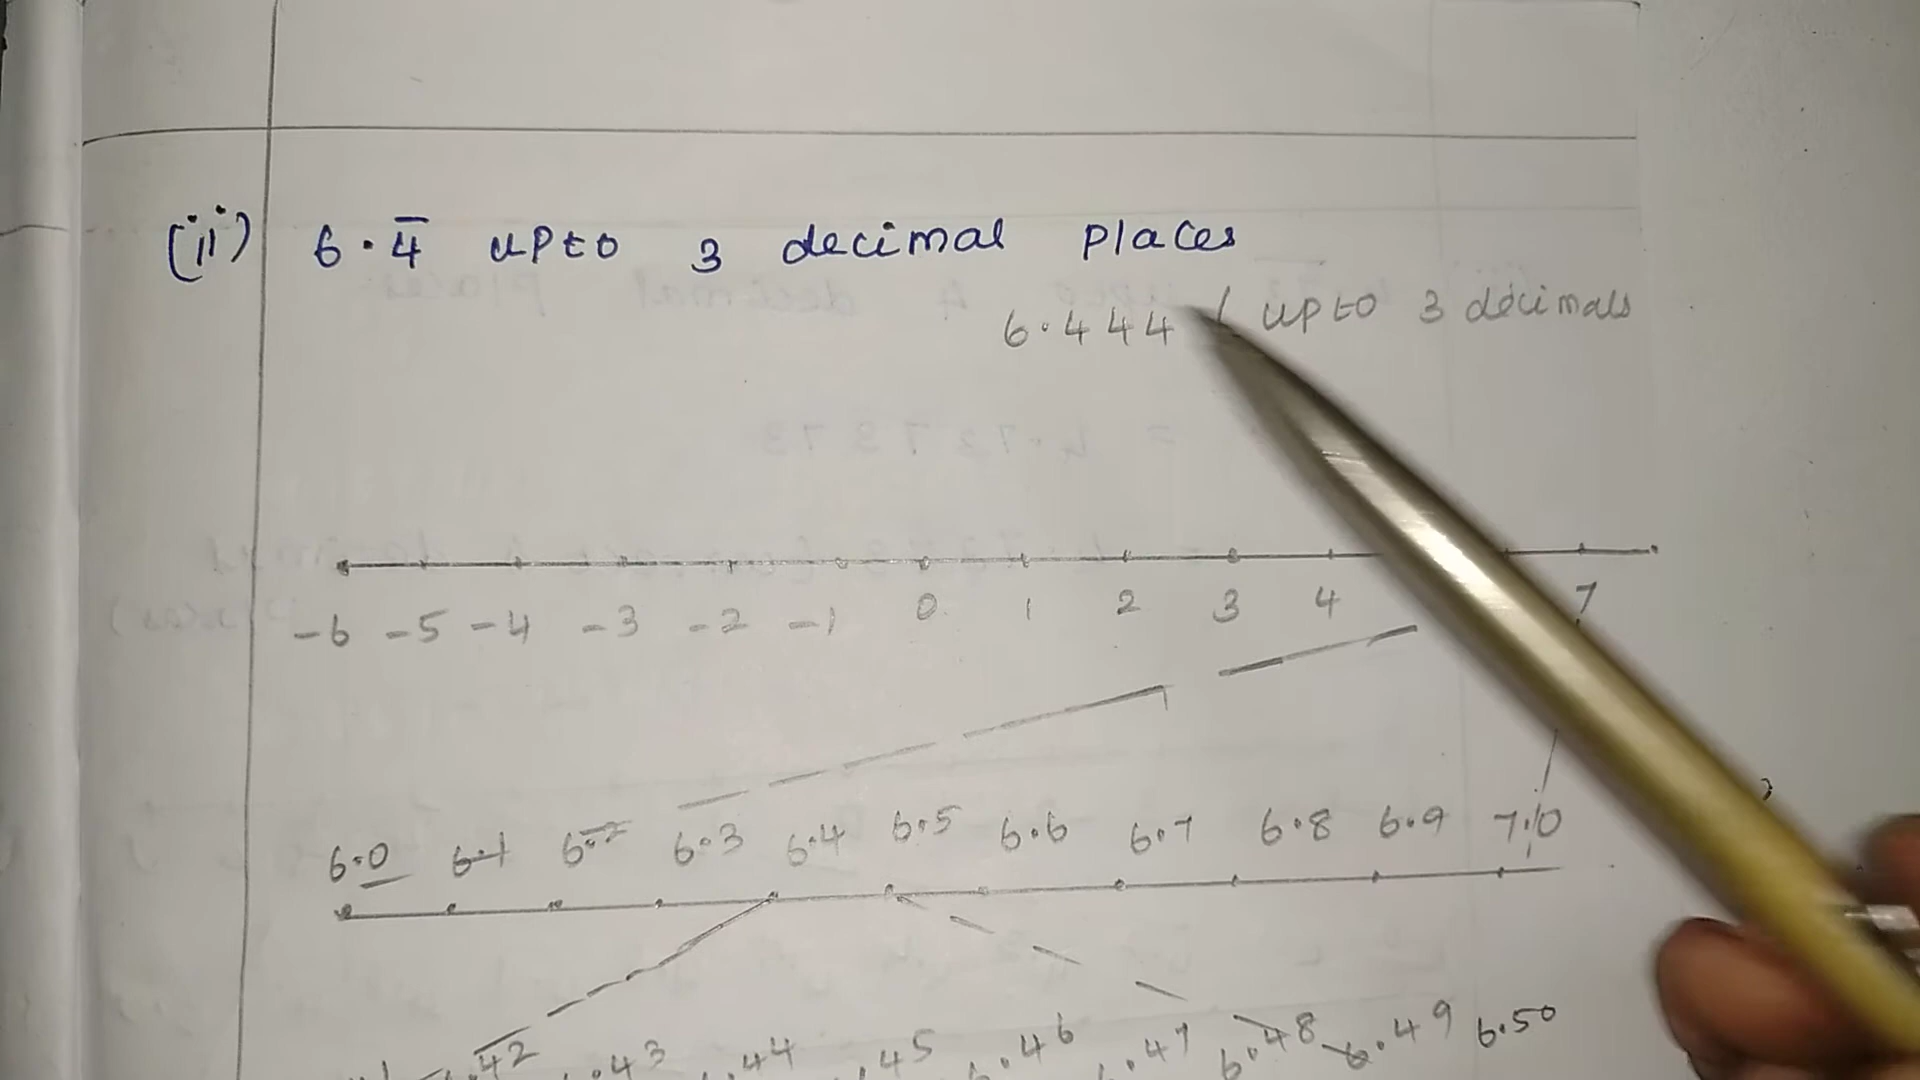 (ii) 6.4̅ upto 3 decimal places
6.444 ( upto 3 decimals
-6 -5 -4 -3 -2 -1 0 1 2 3 4 7
6.0 6.1 6.2 6.3 6.4 6.5 6.6 6.7 6.8 6.9 7.0
.42 .43 .44 .45 6.46 6.47 6.48 6.49 6.50